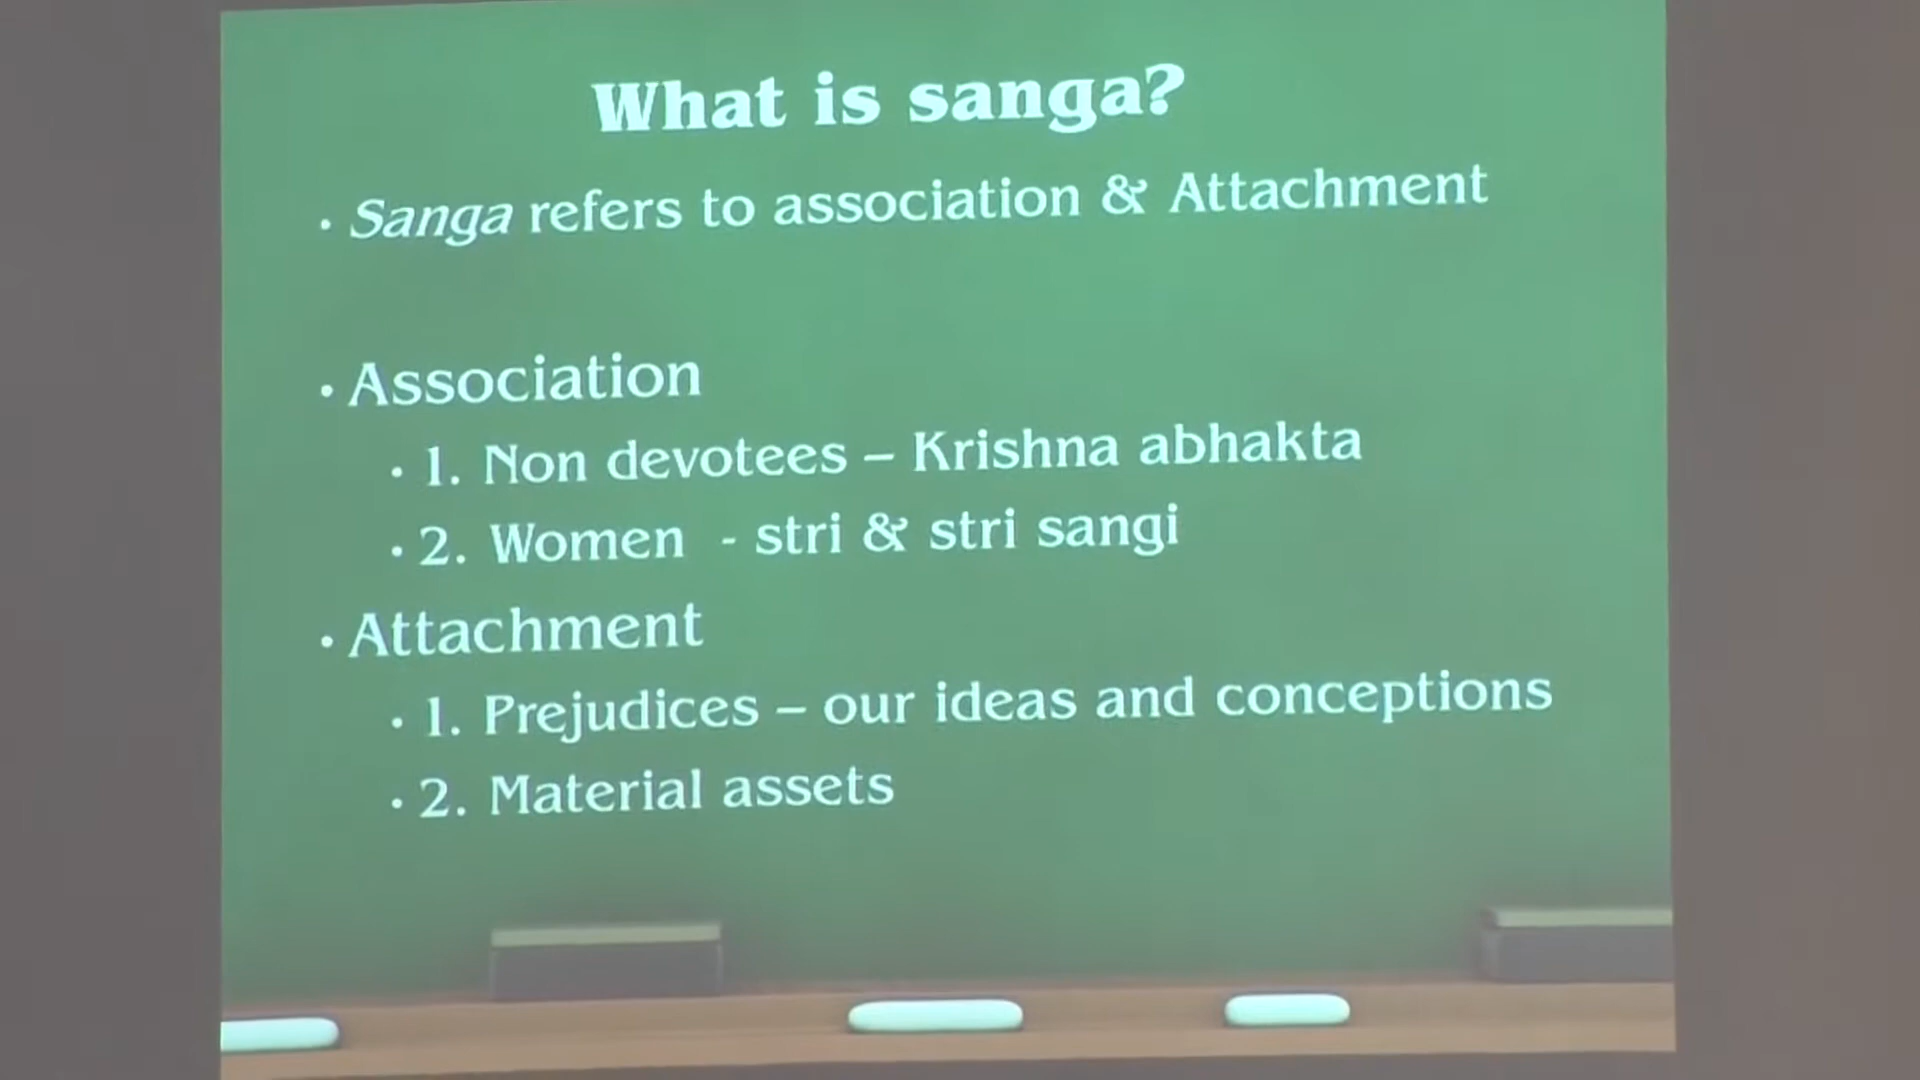 What is sanga?
• Sanga refers to association & Attachment
• Association
• 1. Non devotees – Krishna abhakta
• 2. Women - stri & stri sangi
• Attachment
• 1. Prejudices – our ideas and conceptions
• 2. Material assets